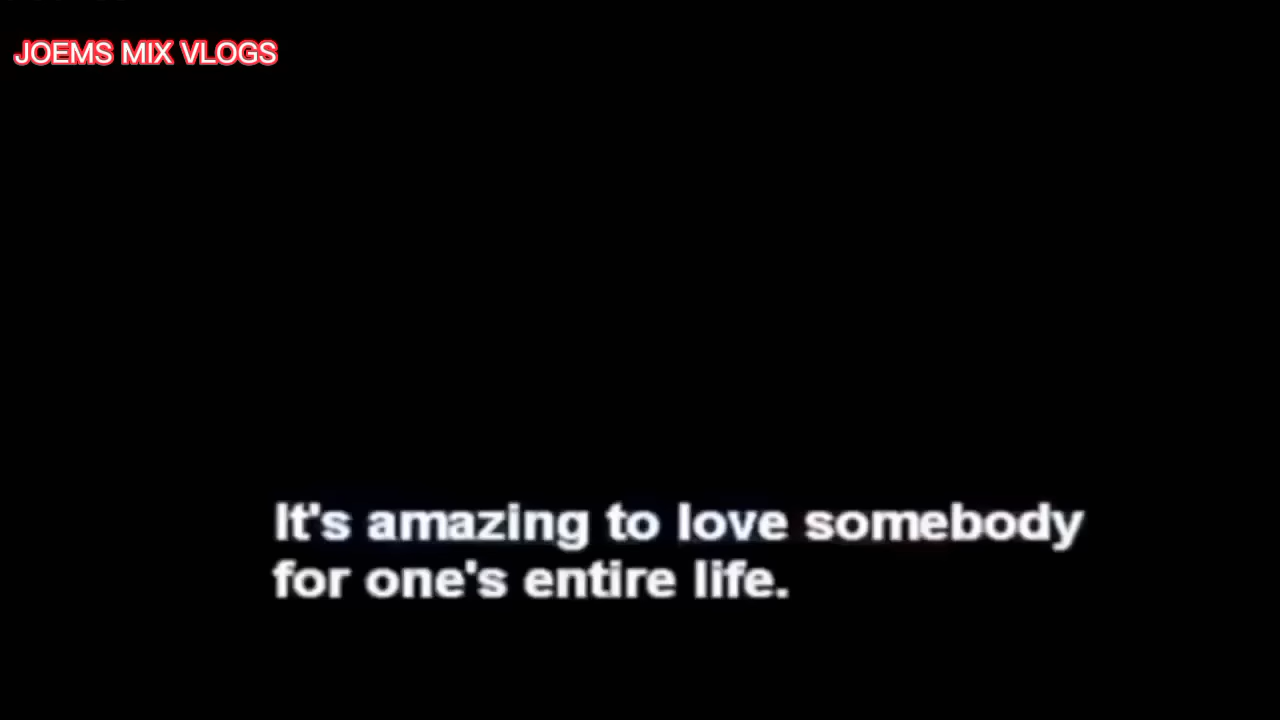 JOEMS MIX VLOGS
It's amazing to love somebody
for one's entire life.